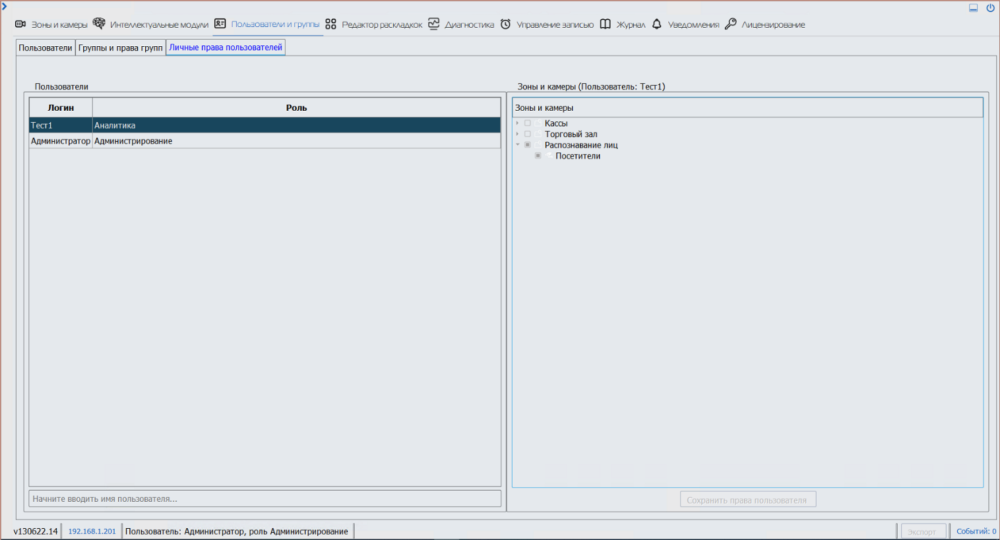 Зоны и камеры Интеллектуальные модули Пользователи и группы Редактор раскладкок Диагностика Управление записью Журнал Уведомления Лицензирование
Пользователи Группы и права групп Личные права пользователей
Пользователи
Логин Роль
Тест1 Аналитика
Администратор Администрирование
Начните вводить имя пользователя...
Зоны и камеры (Пользователь: Тест1)
Зоны и камеры
Кассы
Торговый зал
Распознавание лиц
Посетители
Сохранить права пользователя
v130622.14 192.168.1.201 Пользователь: Администратор, роль Администрирование Экспорт Событий: 0